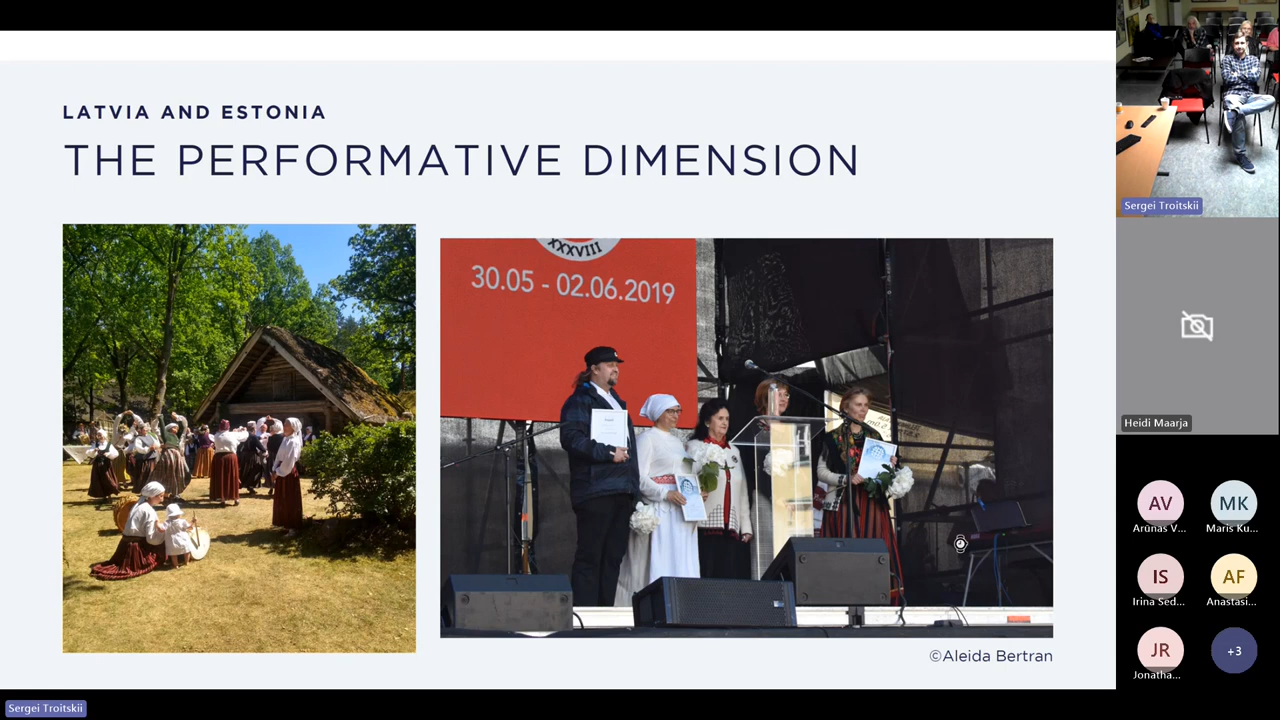 LATVIA AND ESTONIA
THE PERFORMATIVE DIMENSION
XXXVIII
30.05 - 02.06.2019
©Aleida Bertran
Sergei Troitskii
Heidi Maarja
AV
MK
Arūnas V...
Maris Ku...
IS
AF
Irina Sed...
Anastasi...
JR
+3
Jonatha...
Sergei Troitskii